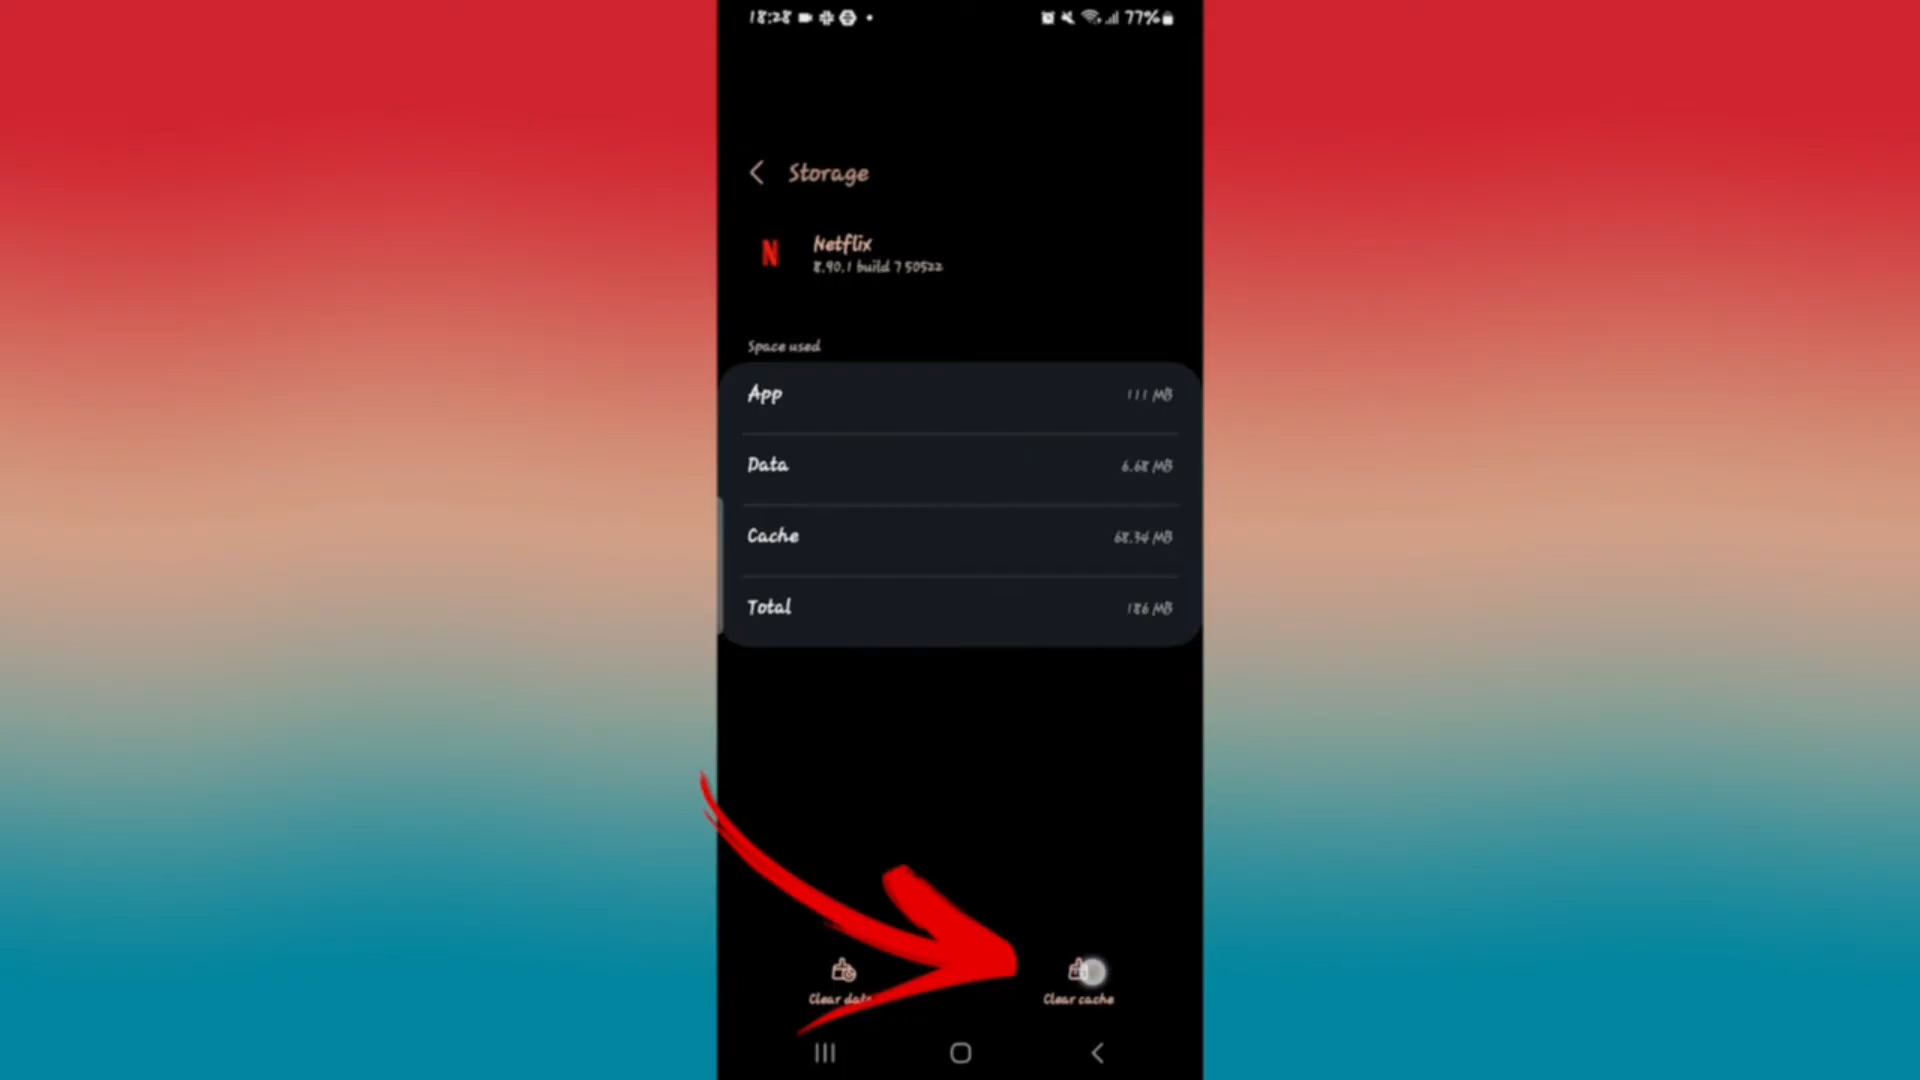 18:28 77%
Storage
N
Netflix
8.90.1 build 7 50522
Space used
App 111 MB
Data 6.68 MB
Cache 68.34 MB
Total 186 MB
Clear data
Clear cache